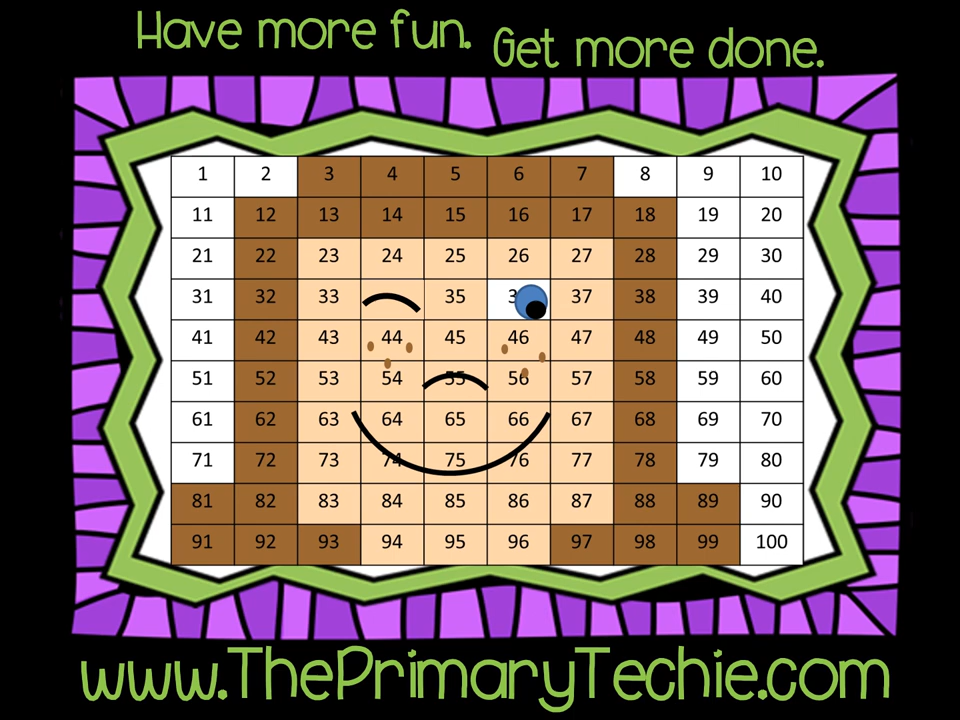 Have more fun. Get more done.
1 2 3 4 5 6 7 8 9 10
11 12 13 14 15 16 17 18 19 20
21 22 23 24 25 26 27 28 29 30
31 32 33 35 3 37 38 39 40
41 42 43 44 45 46 47 48 49 50
51 52 53 54 55 56 57 58 59 60
61 62 63 64 65 66 67 68 69 70
71 72 73 74 75 76 77 78 79 80
81 82 83 84 85 86 87 88 89 90
91 92 93 94 95 96 97 98 99 100
www.ThePrimaryTechie.com